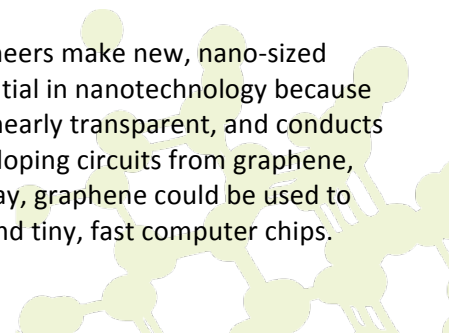 neers make new, nano-sized
tial in nanotechnology because
nearly transparent, and conducts
loping circuits from graphene,
ay, graphene could be used to
nd tiny, fast computer chips.